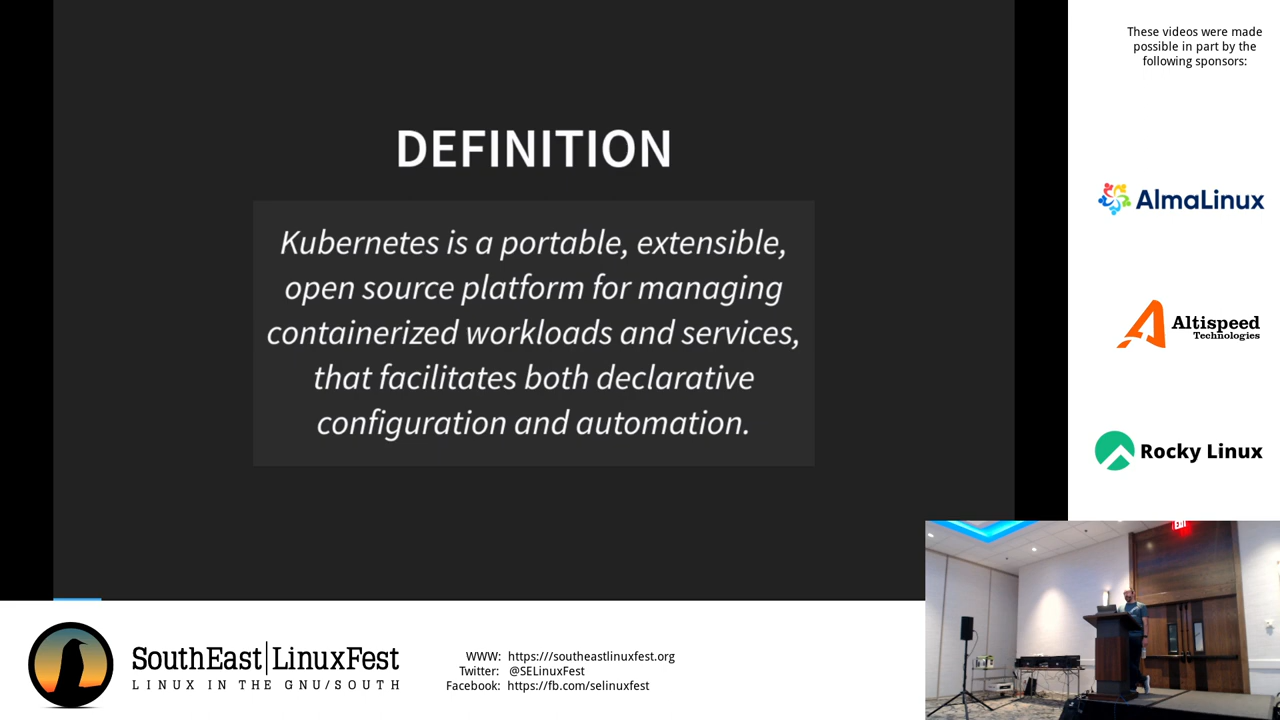 DEFINITION
Kubernetes is a portable, extensible,
open source platform for managing
containerized workloads and services,
that facilitates both declarative
configuration and automation.
These videos were made
possible in part by the
following sponsors:
AlmaLinux
Altispeed
Technologies
Rocky Linux
EXIT
SouthEast|LinuxFest
LINUX IN THE GNU/SOUTH
WWW: https:///southeastlinuxfest.org
Twitter: @SELinuxFest
Facebook: https://fb.com/selinuxfest